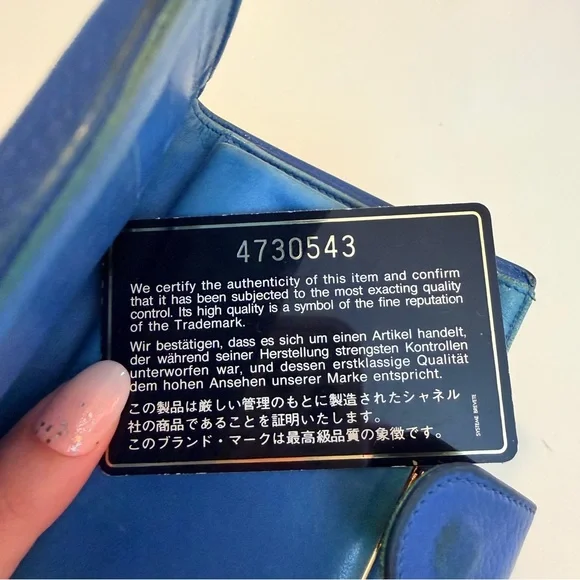 4730543
We certify the authenticity of this item and confirm
that it has been subjected to the most exacting quality
control. Its high quality is a symbol of the fine reputation
of the Trademark.
Wir bestätigen, dass es sich um einen Artikel handelt,
der während seiner Herstellung strengsten Kontrollen
unterworfen war, und dessen erstklassige Qualität
dem hohen Ansehen unserer Marke entspricht.
この製品は厳しい管理のもとに製造されたシャネル
社の商品であることを証明いたします。
このブランド・マークは最高級品質の象徴です。
SYSTEME BREVETE